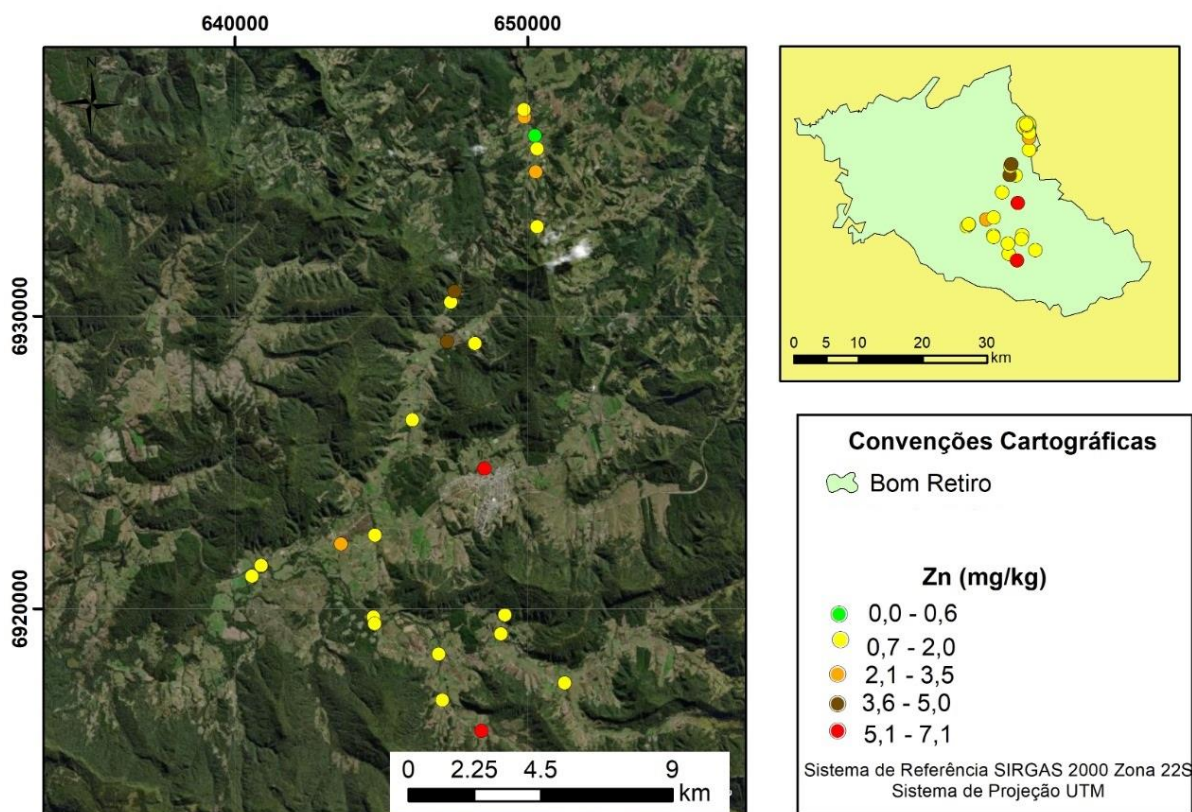 640000 650000
N
6930000
6920000
0 2.25 4.5 9
km
0 5 10 20 30
km
Convenções Cartográficas
Bom Retiro
Zn (mg/kg)
0,0 - 0,6
0,7 - 2,0
2,1 - 3,5
3,6 - 5,0
5,1 - 7,1
Sistema de Referência SIRGAS 2000 Zona 22S
Sistema de Projeção UTM